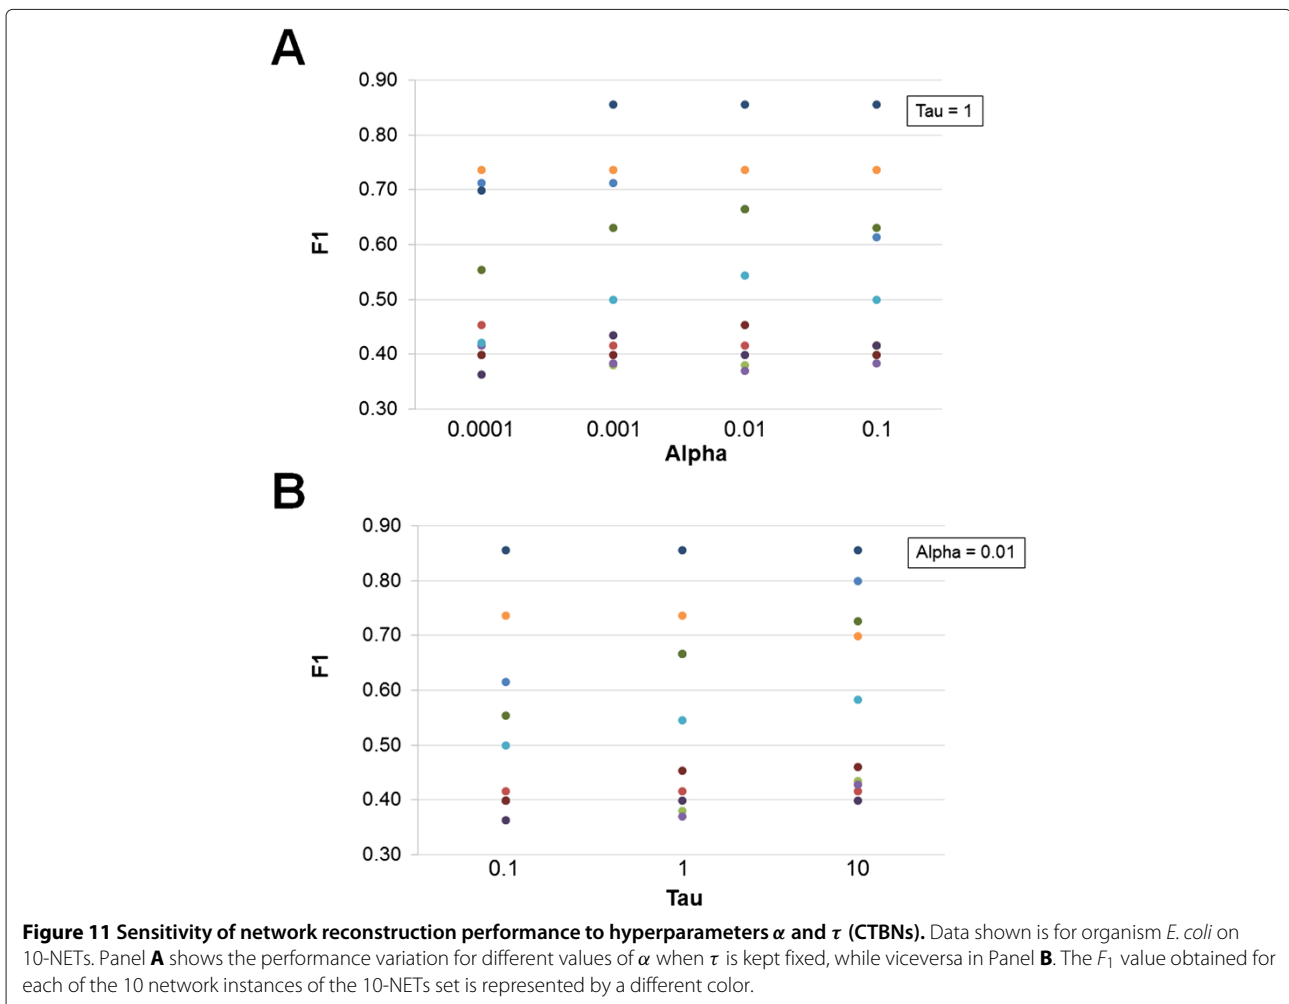 A
0.90
Tau = 1
0.80
0.70
F1
0.60
0.50
0.40
0.30
0.0001 0.001 0.01 0.1
Alpha
B
0.90
Alpha = 0.01
0.80
0.70
F1
0.60
0.50
0.40
0.30
0.1 1 10
Tau
Figure 11 Sensitivity of network reconstruction performance to hyperparameters α and τ (CTBNs). Data shown is for organism E. coli on
10-NETs. Panel A shows the performance variation for different values of α when τ is kept fixed, while viceversa in Panel B. The F1 value obtained for
each of the 10 network instances of the 10-NETs set is represented by a different color.